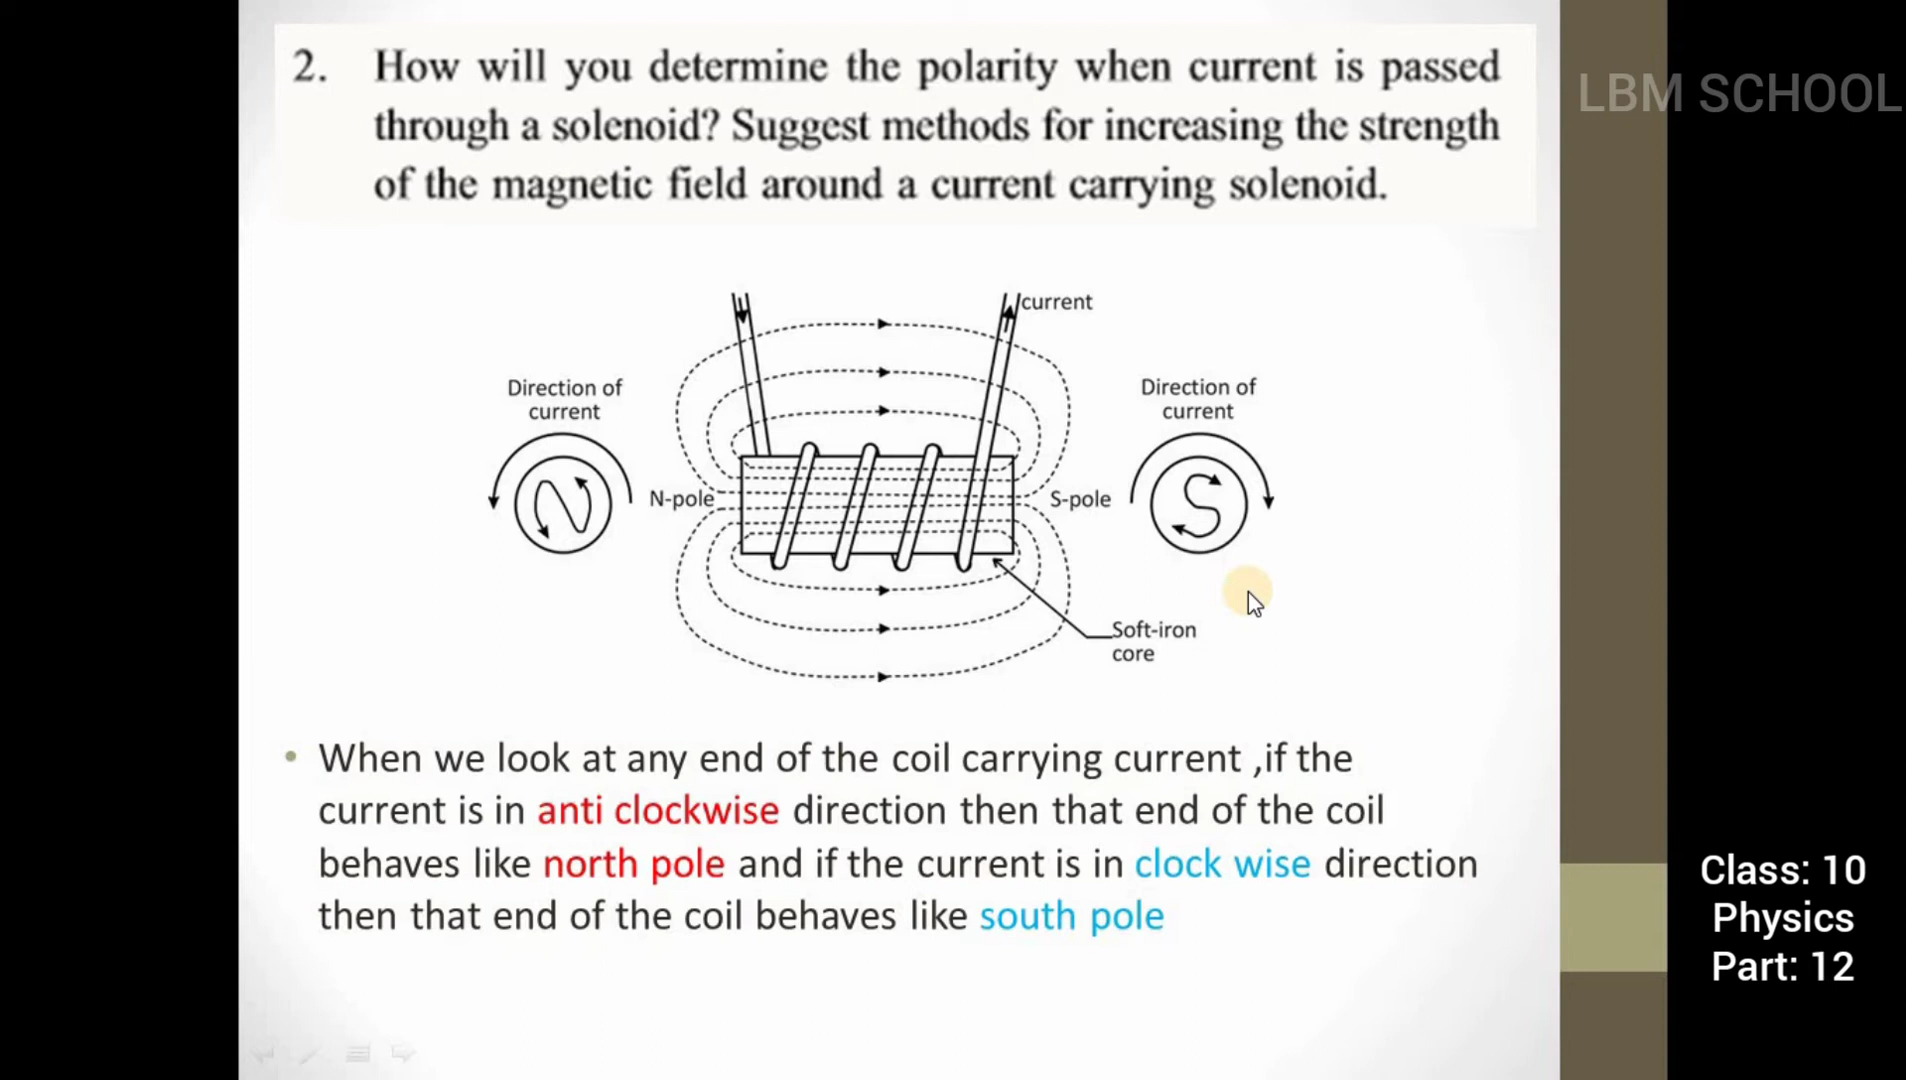 2. How will you determine the polarity when current is passed
through a solenoid? Suggest methods for increasing the strength
of the magnetic field around a current carrying solenoid.
LBM SCHOOL
current
Direction of
current
Direction of
current
N
N-pole
S-pole
S
Soft-iron
core
• When we look at any end of the coil carrying current ,if the
current is in anti clockwise direction then that end of the coil
behaves like north pole and if the current is in clock wise direction
then that end of the coil behaves like south pole
Class: 10
Physics
Part: 12